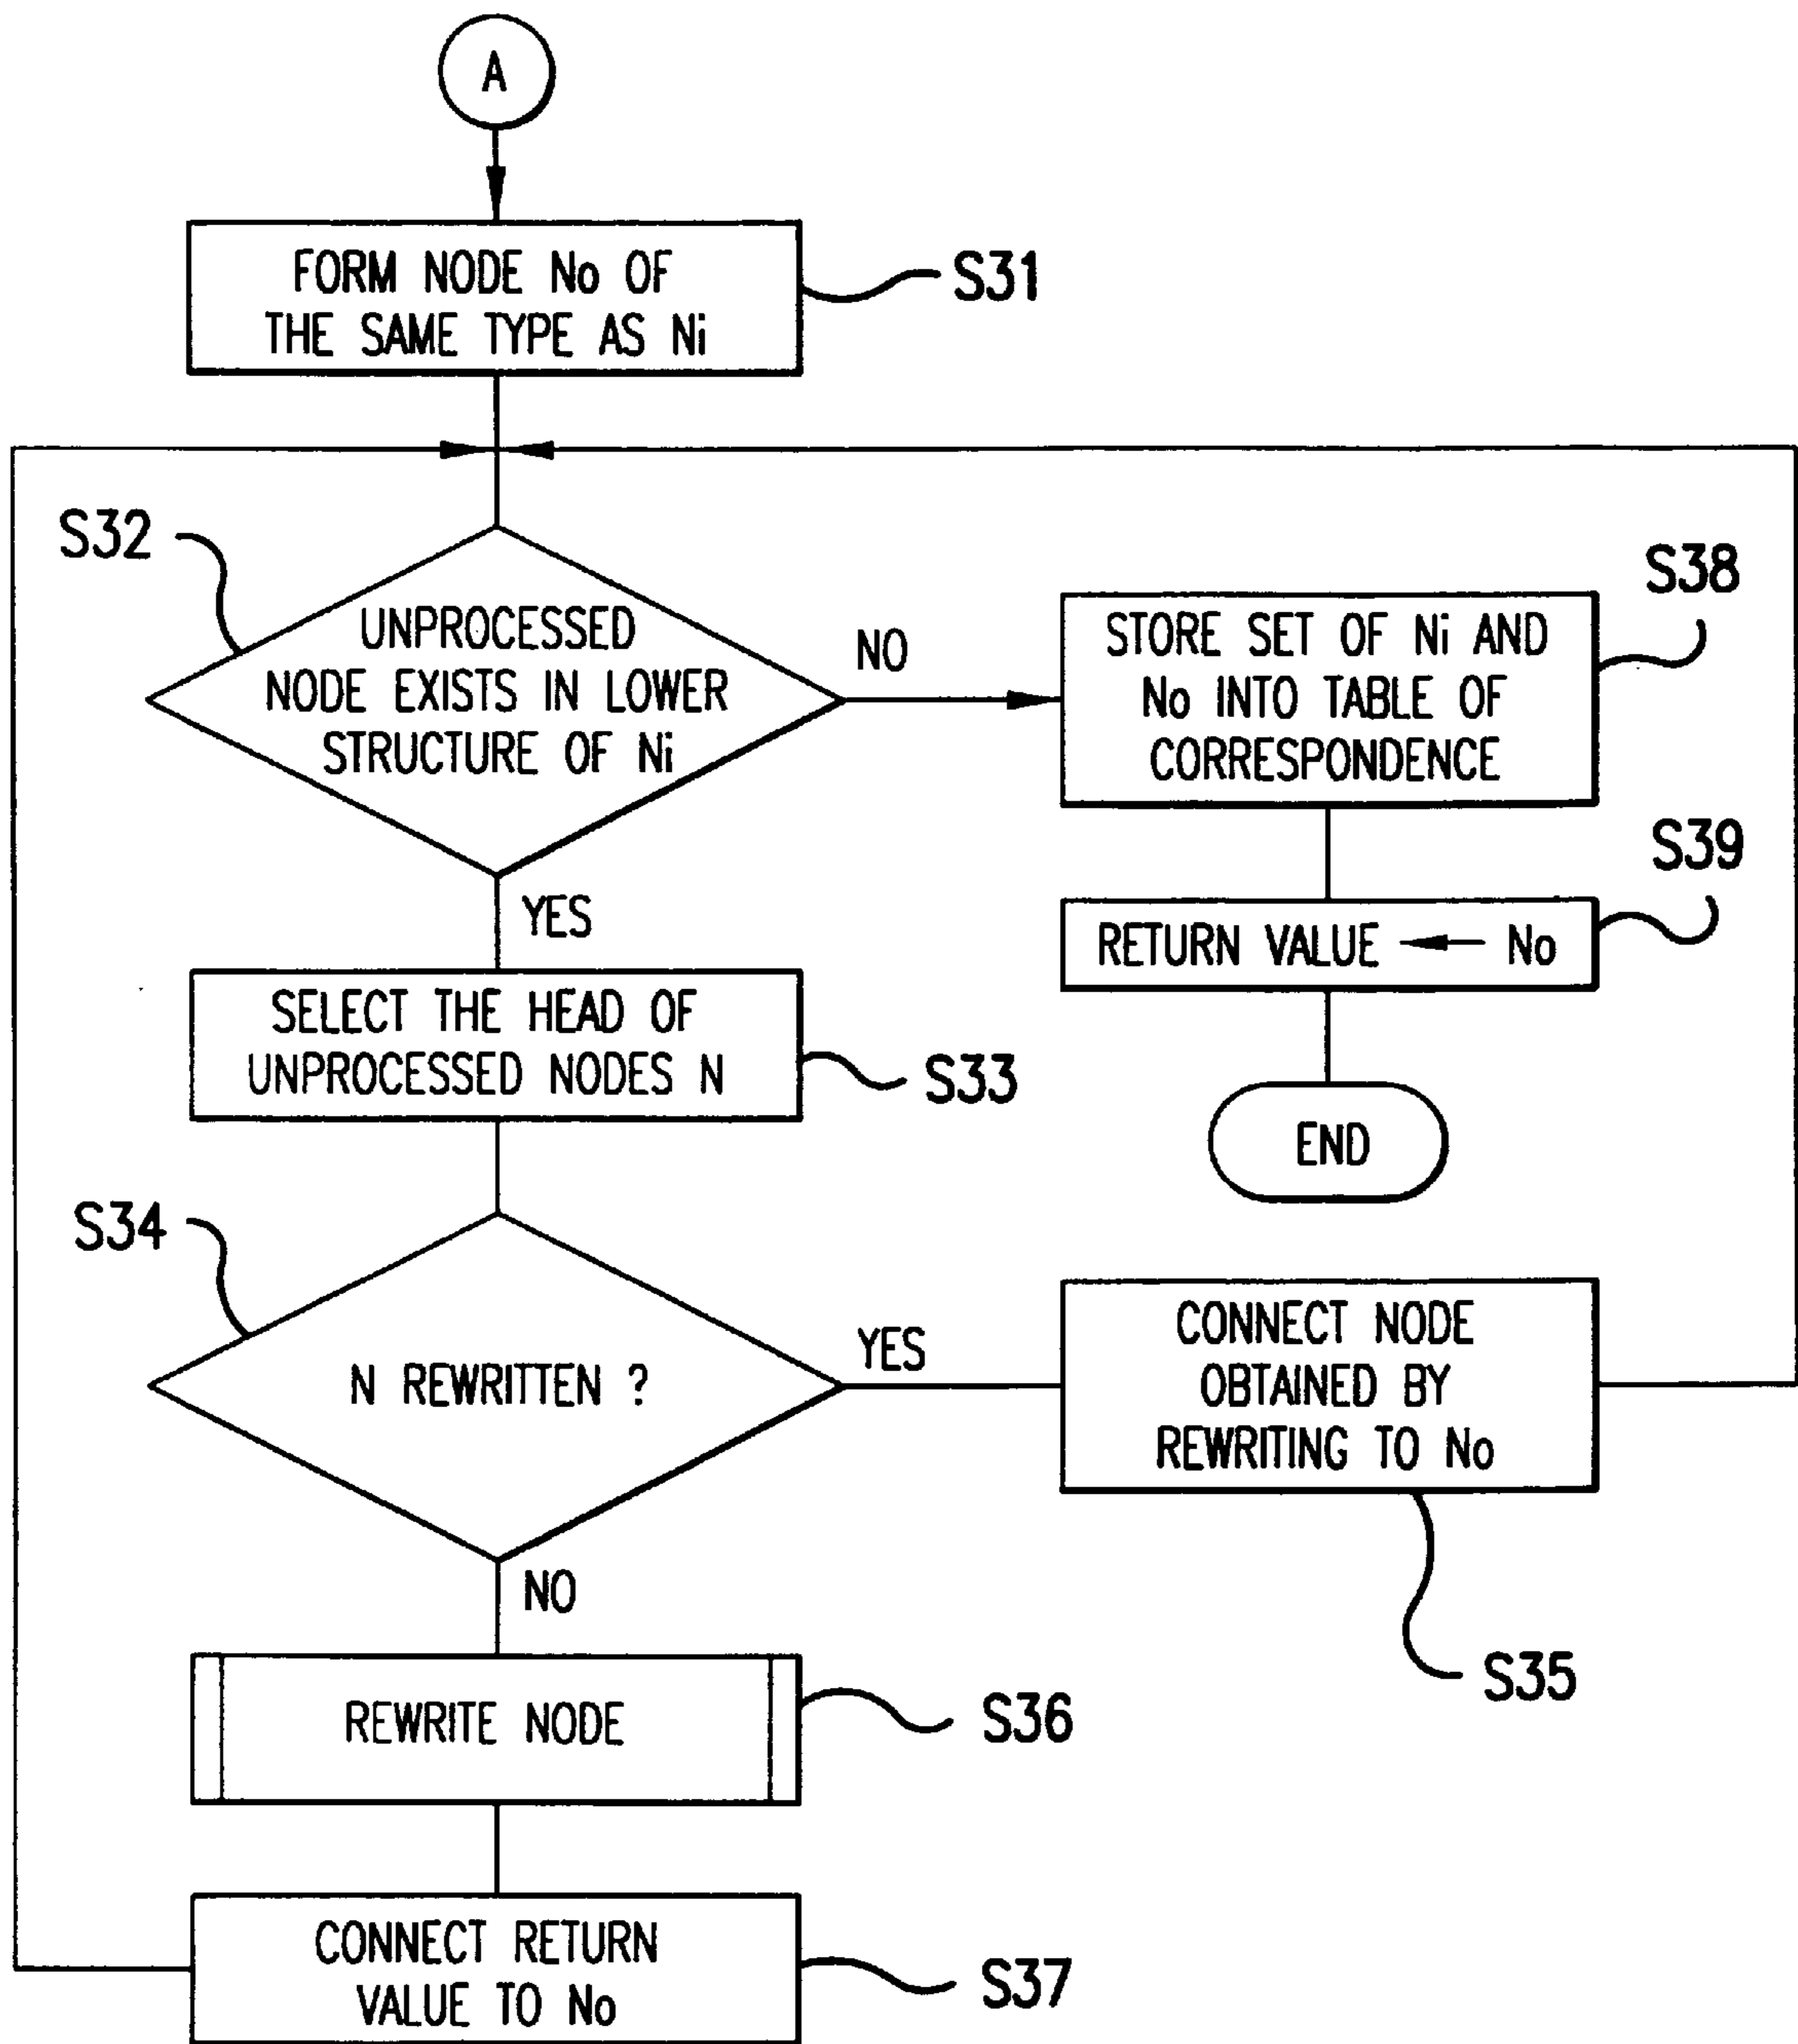 A
FORM NODE No OF
THE SAME TYPE AS Ni
S31
S32
UNPROCESSED
NODE EXISTS IN LOWER
STRUCTURE OF Ni
NO
STORE SET OF Ni AND
No INTO TABLE OF
CORRESPONDENCE
S38
YES
RETURN VALUE ← No
S39
SELECT THE HEAD OF
UNPROCESSED NODES N
S33
END
S34
N REWRITTEN ?
YES
CONNECT NODE
OBTAINED BY
REWRITING TO No
S35
NO
REWRITE NODE
S36
CONNECT RETURN
VALUE TO No
S37